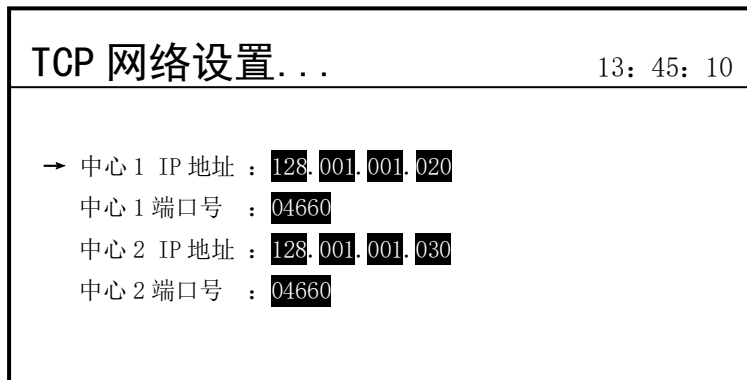 TCP 网络设置...
13：45：10
→ 中心 1 IP 地址 ：128.001.001.020
中心 1 端口号 ：04660
中心 2 IP 地址 ：128.001.001.030
中心 2 端口号 ：04660